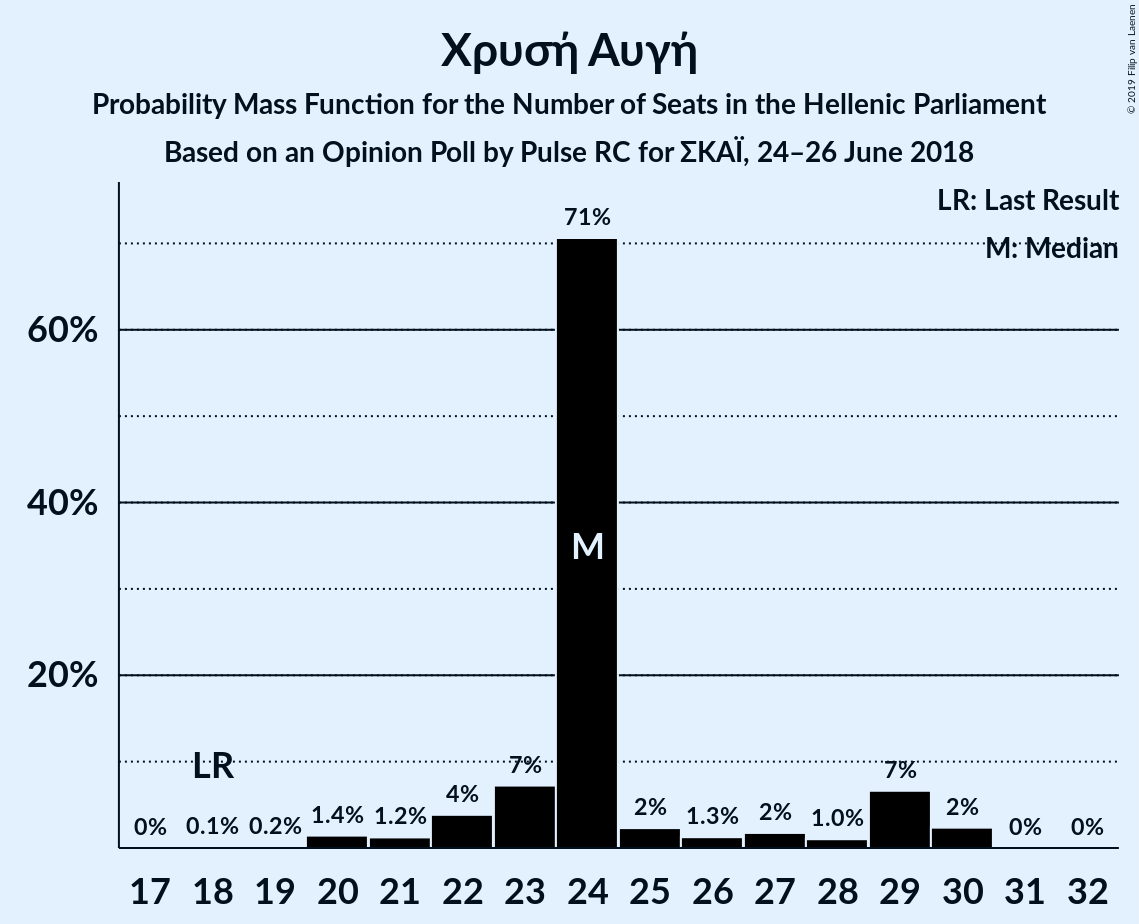 Χρυσή Αυγή
Probability Mass Function for the Number of Seats in the Hellenic Parliament
Based on an Opinion Poll by Pulse RC for ΣΚΑΪ, 24–26 June 2018
© 2019 Filip van Laenen
LR: Last Result
M: Median
71%
60%
40%
M
20%
LR
0% 0.1% 0.2% 1.4% 1.2% 4% 7% 2% 1.3% 2% 1.0% 7% 2% 0% 0%
17 18 19 20 21 22 23 24 25 26 27 28 29 30 31 32